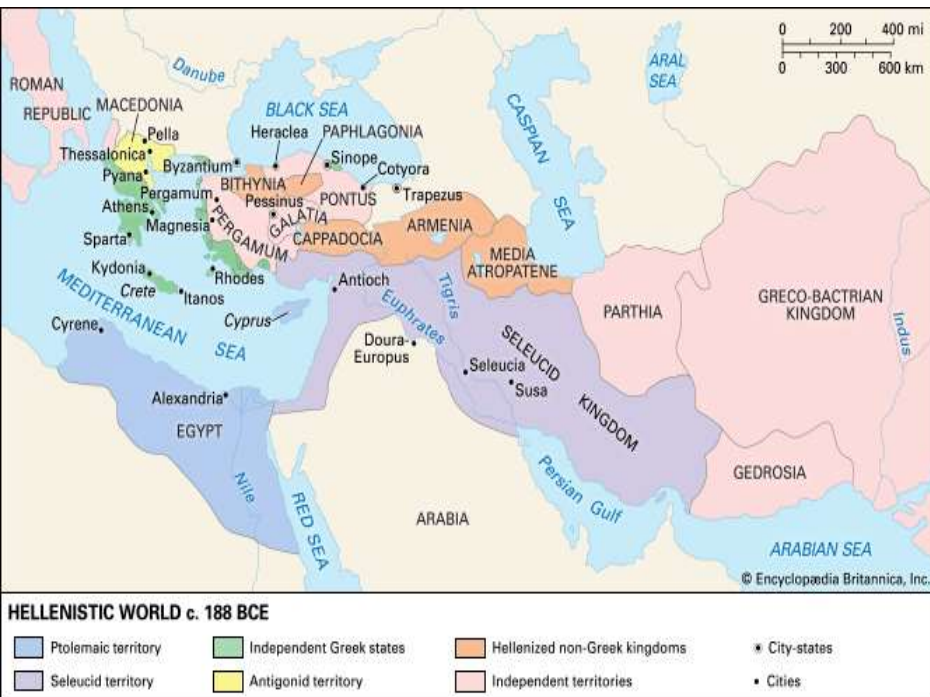 0 200 400 mi
0 300 600 km
ROMAN
REPUBLIC
Danube
ARAL
SEA
CASPIAN
SEA
BLACK SEA
MACEDONIA
Pella
Thessalonica
Pyana
Byzantium
Heraclea
PAPHLAGONIA
Sinope
Cotyora
Trapezus
BITHYNIA
Pessinus
PONTUS
GALATIA
Pergamum
PERGAMUM
Athens
Magnesia
Sparta
CAPPADOCIA
ARMENIA
MEDIA
ATROPATENE
Kydonia
Crete
Itanos
Rhodes
Antioch
Cyprus
MEDITERRANEAN
SEA
Cyrene
Euphrates
Tigris
Doura-
Europus
SELEUCID
KINGDOM
Seleucia
Susa
PARTHIA
GRECO-BACTRIAN
KINGDOM
Indus
Alexandria
EGYPT
Nile
RED SEA
ARABIA
Persian Gulf
GEDROSIA
ARABIAN SEA
© Encyclopædia Britannica, Inc.
HELLENISTIC WORLD c. 188 BCE
Ptolemaic territory
Independent Greek states
Hellenized non-Greek kingdoms
City-states
Seleucid territory
Antigonid territory
Independent territories
Cities